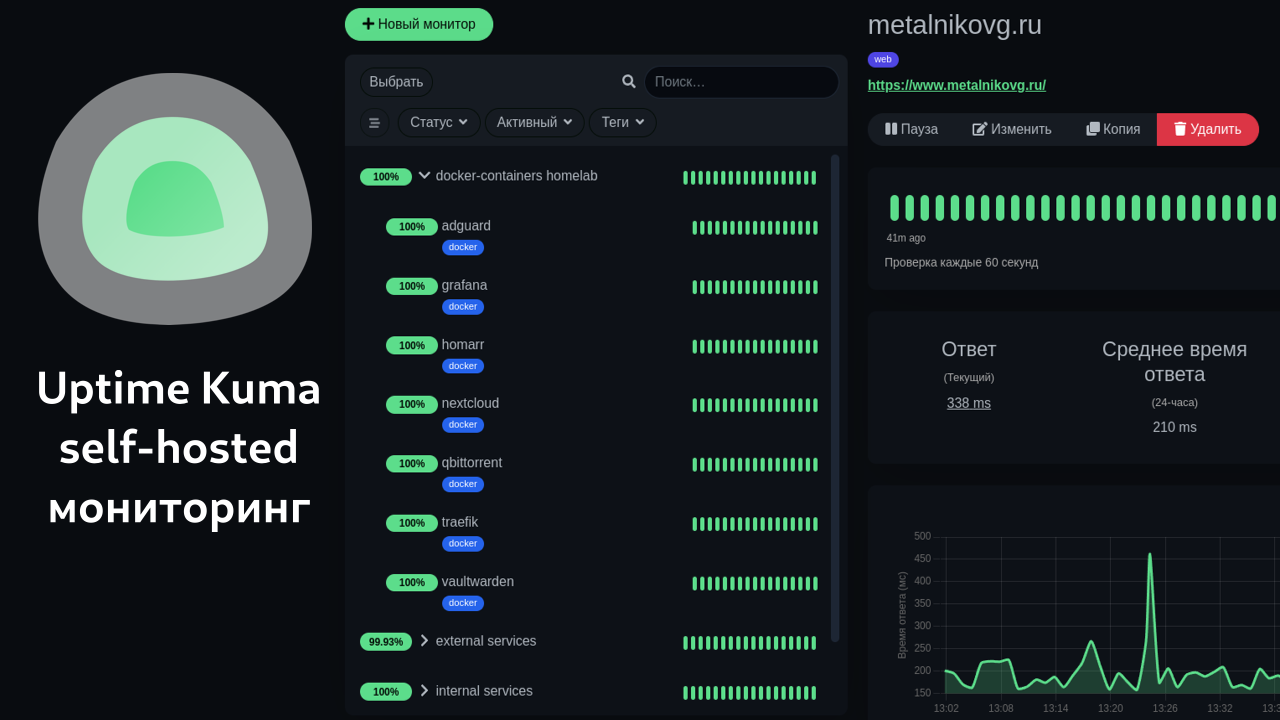 Uptime Kuma
self-hosted
мониторинг
Новый монитор
Выбрать
Поиск...
Статус
Активный
Теги
100%
docker-containers homelab
100%
adguard
docker
100%
grafana
docker
100%
homarr
docker
100%
nextcloud
docker
100%
qbittorrent
docker
100%
traefik
docker
100%
vaultwarden
docker
99.93%
external services
100%
internal services
metalnikovg.ru
web
https://www.metalnikovg.ru/
Пауза
Изменить
Копия
Удалить
41m ago
Проверка каждые 60 секунд
Ответ
(Текущий)
338 ms
Среднее время
ответа
(24-часа)
210 ms
Время ответа (мс)
500
450
400
350
300
250
200
150
13:02
13:08
13:14
13:20
13:26
13:32